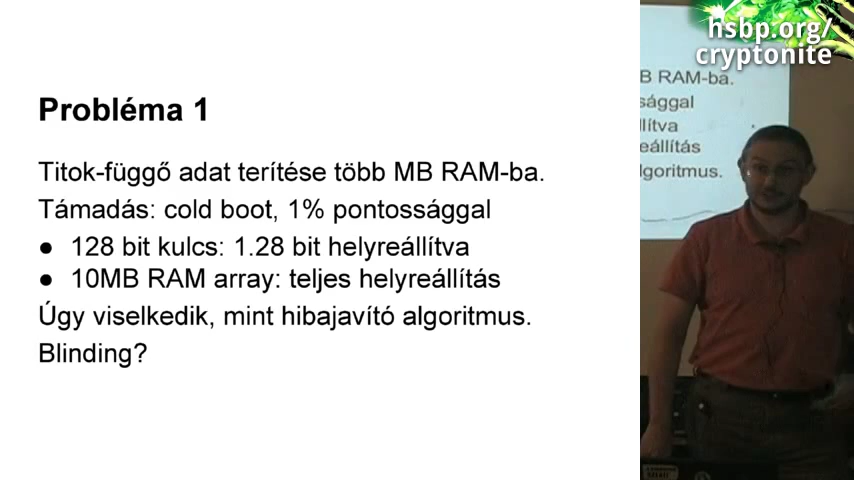 Probléma 1
Titok-függő adat terítése több MB RAM-ba.
Támadás: cold boot, 1% pontossággal
● 128 bit kulcs: 1.28 bit helyreállítva
● 10MB RAM array: teljes helyreállítás
Úgy viselkedik, mint hibajavító algoritmus.
Blinding?
hsbp.org/
cryptonite
B RAM-ba.
sággal
lítva
eállítás
lgoritmus.